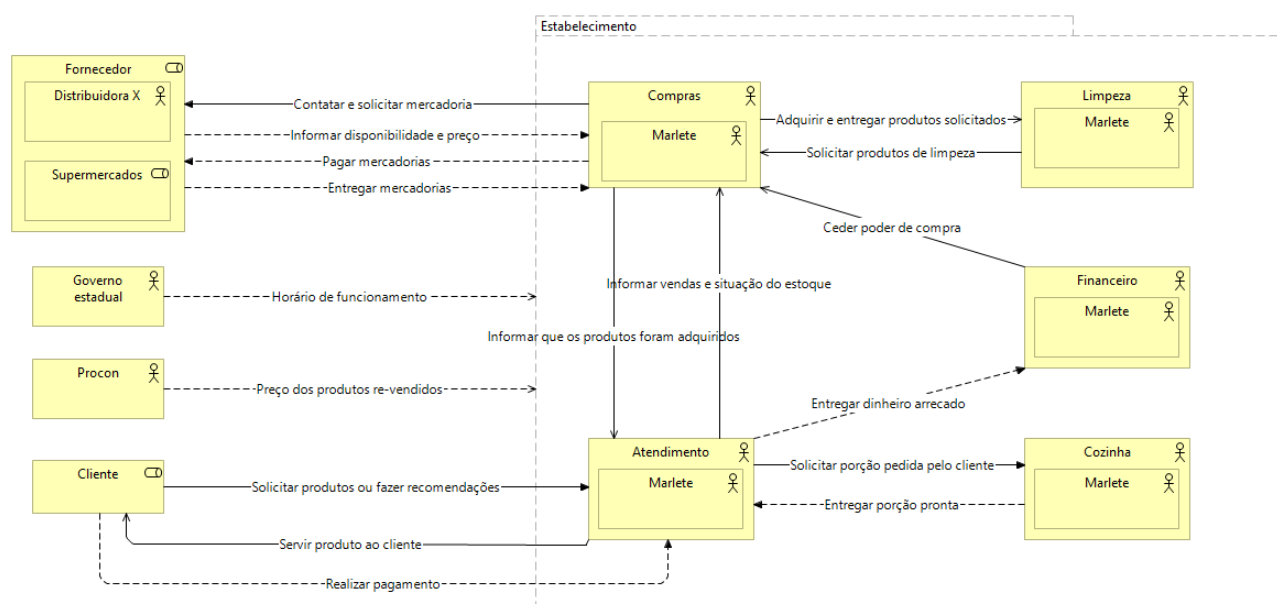 Estabelecimento
Fornecedor
Distribuidora X
Supermercados
Contatar e solicitar mercadoria
Informar disponibilidade e preço
Pagar mercadorias
Entregar mercadorias
Compras
Marlete
Adquirir e entregar produtos solicitados
Solicitar produtos de limpeza
Limpeza
Marlete
Ceder poder de compra
Governo
estadual
Horário de funcionamento
Informar vendas e situação do estoque
Financeiro
Marlete
Informar que os produtos foram adquiridos
Procon
Preço dos produtos re-vendidos
Entregar dinheiro arrecado
Cliente
Solicitar produtos ou fazer recomendações
Servir produto ao cliente
Realizar pagamento
Atendimento
Marlete
Solicitar porção pedida pelo cliente
Entregar porção pronta
Cozinha
Marlete